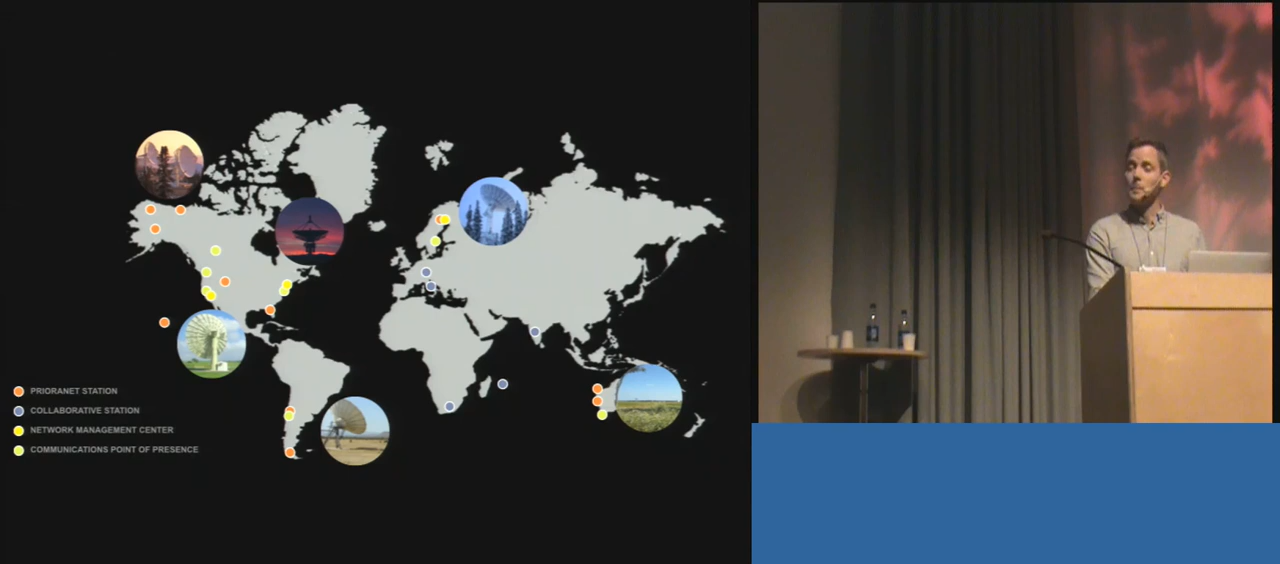 PRIORANET STATION
COLLABORATIVE STATION
NETWORK MANAGEMENT CENTER
COMMUNICATIONS POINT OF PRESENCE